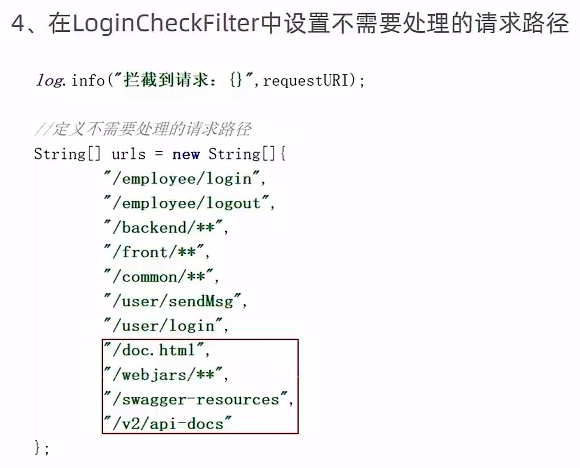 4、在LoginCheckFilter中设置不需要处理的请求路径
log.info("拦截到请求：{}",requestURI);
//定义不需要处理的请求路径
String[] urls = new String[]{
"/employee/login",
"/employee/logout",
"/backend/**",
"/front/**",
"/common/**",
"/user/sendMsg",
"/user/login",
"/doc.html",
"/webjars/**",
"/swagger-resources",
"/v2/api-docs"
};